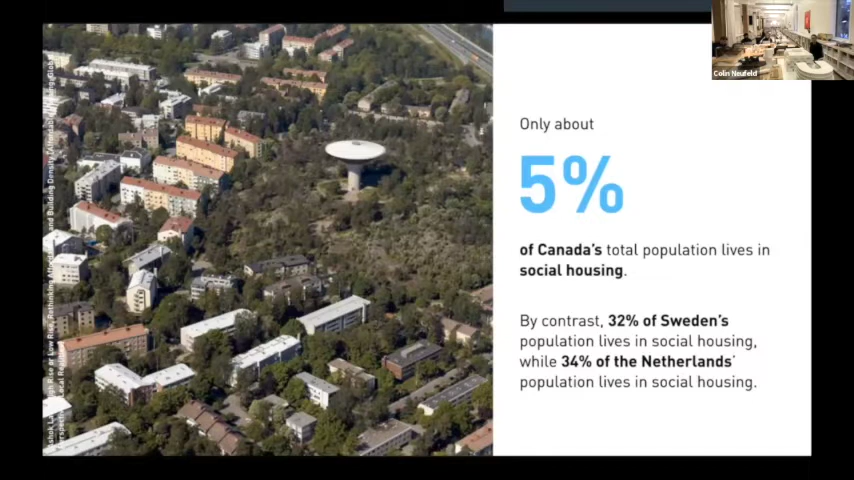 Colin Neufeld
Only about
5%
of Canada's total population lives in
social housing.
By contrast, 32% of Sweden's
population lives in social housing,
while 34% of the Netherlands'
population lives in social housing.